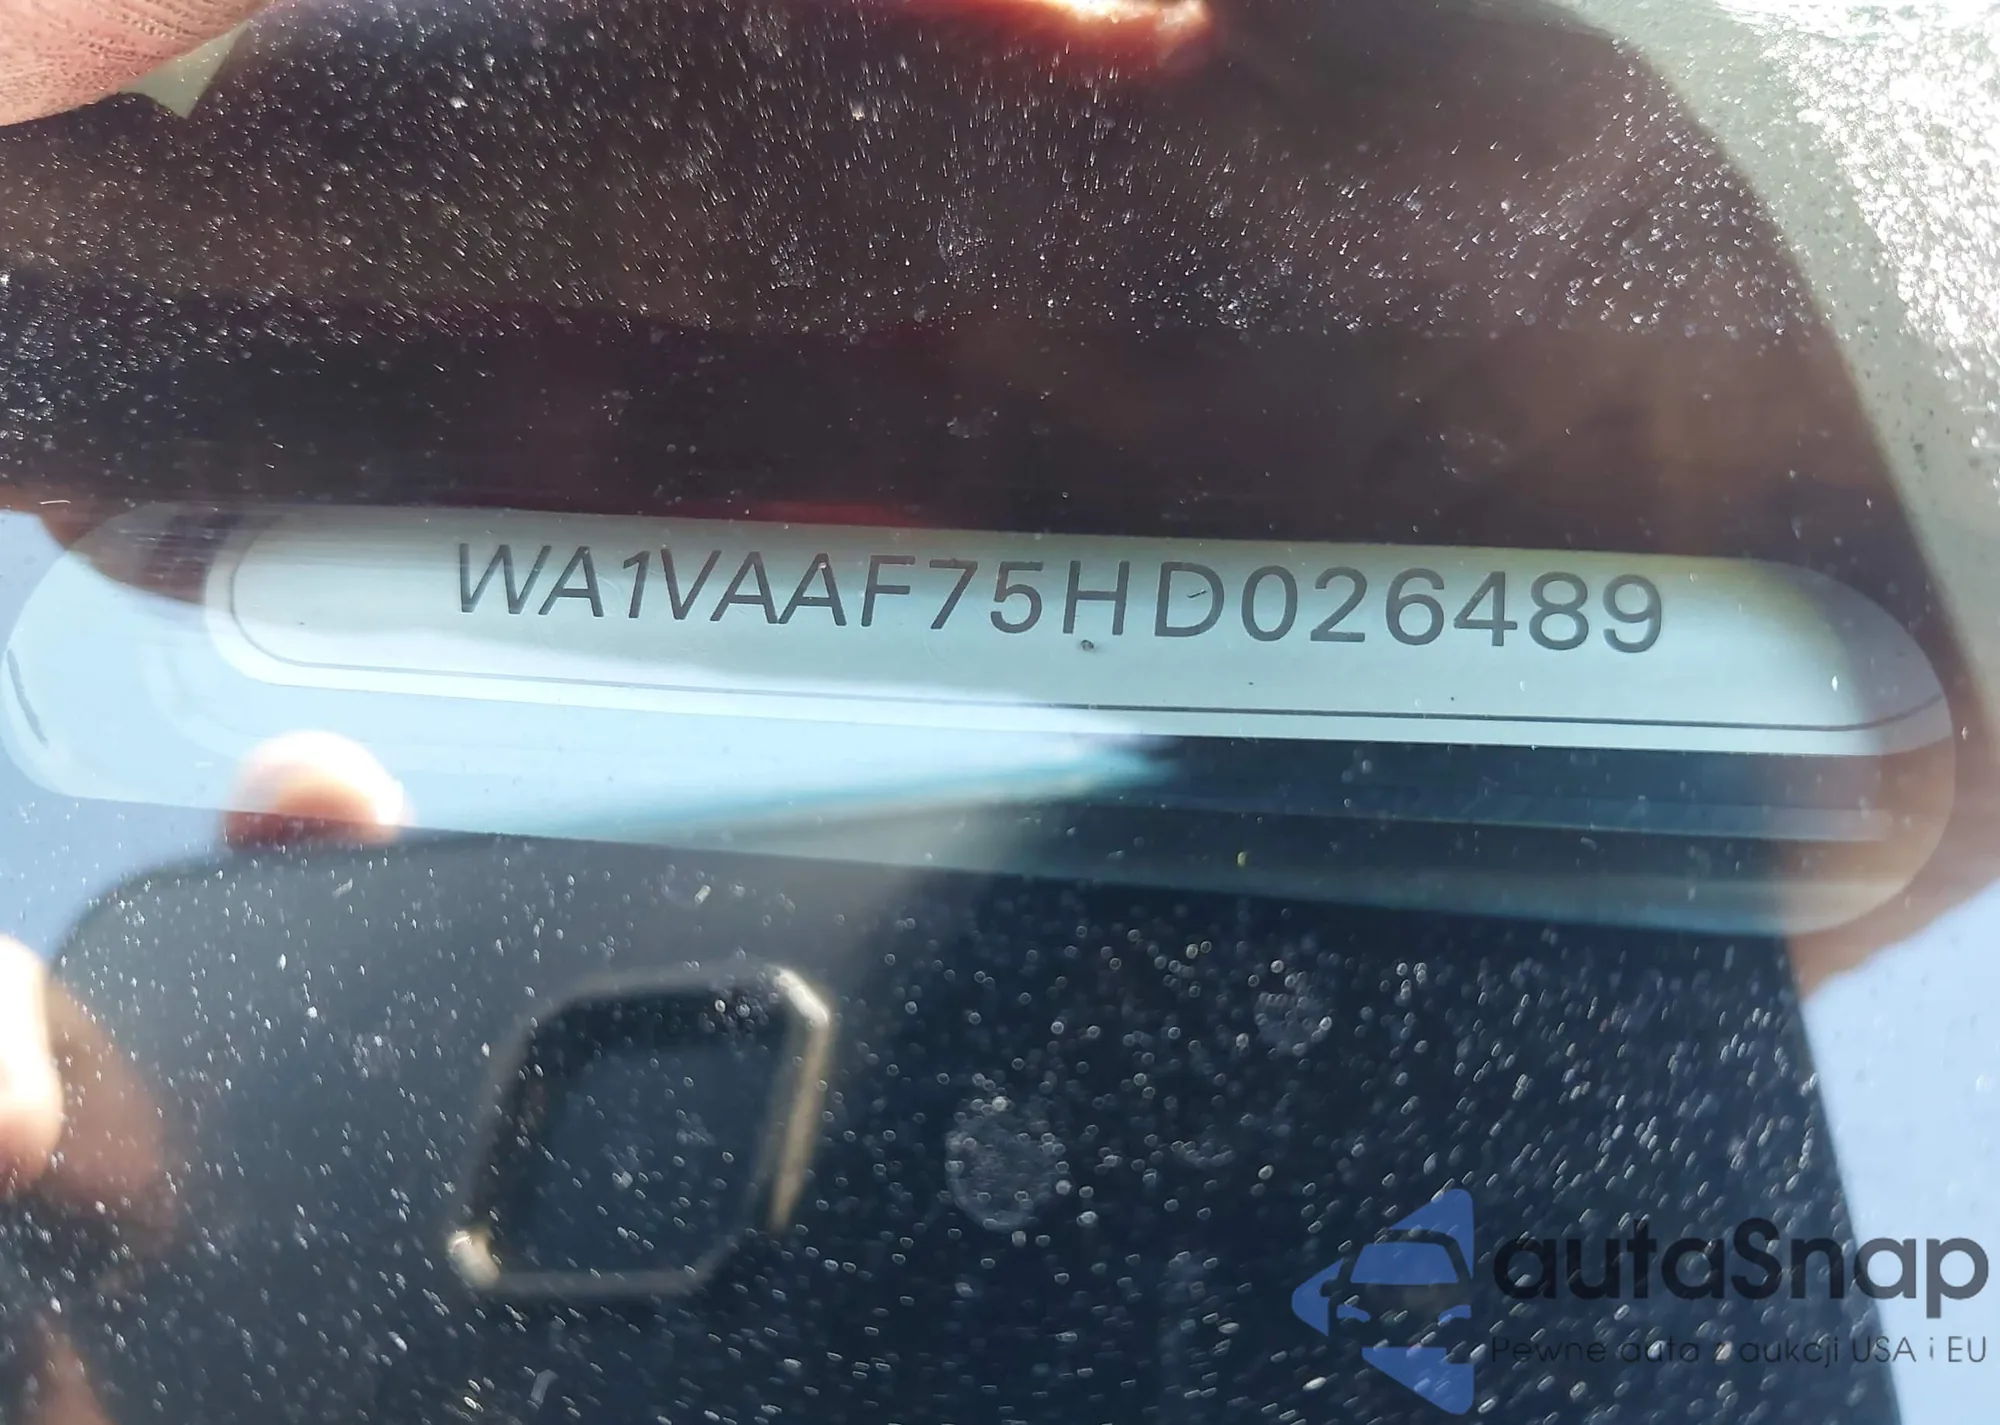 WA1VAAF75HD026489
autaSnap
Pewne auta z aukcji USA i EU